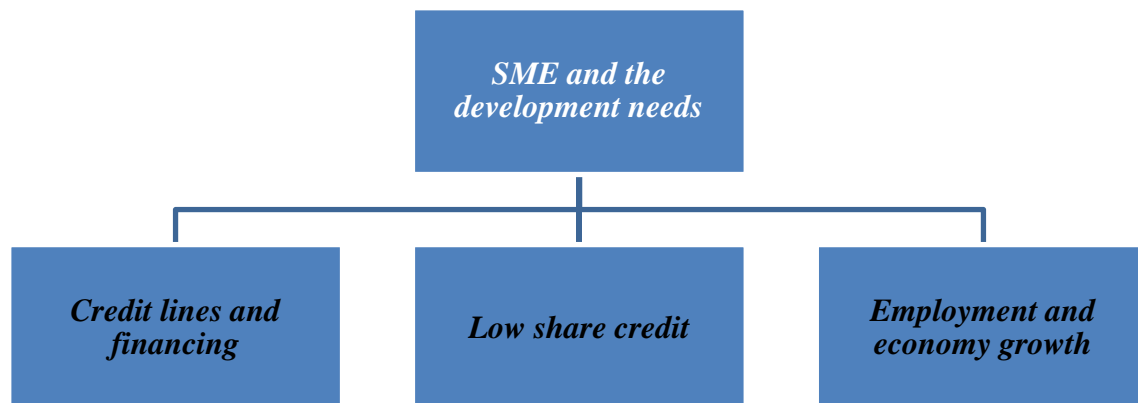 SME and the
development needs
Credit lines and
financing
Low share credit
Employment and
economy growth